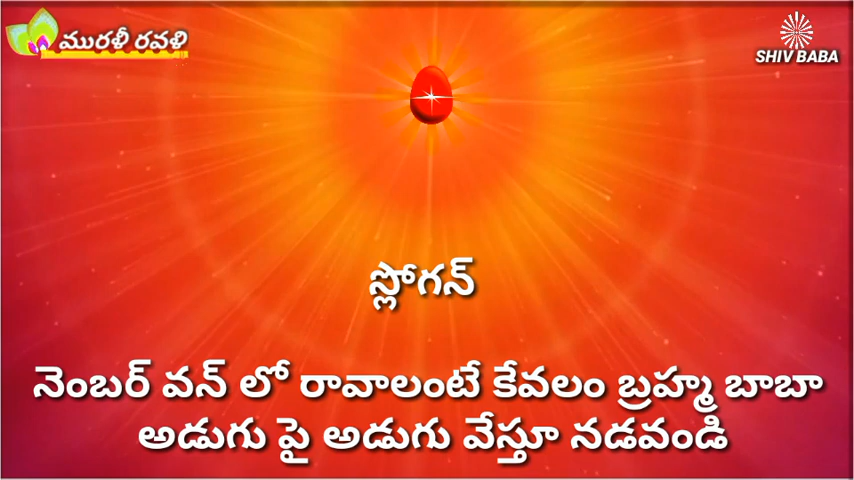 మురళీ రవళి
SHIV BABA
స్లోగన్
నెంబర్ వన్ లో రావాలంటే కేవలం బ్రహ్మ బాబా
అడుగు పై అడుగు వేస్తూ నడవండి